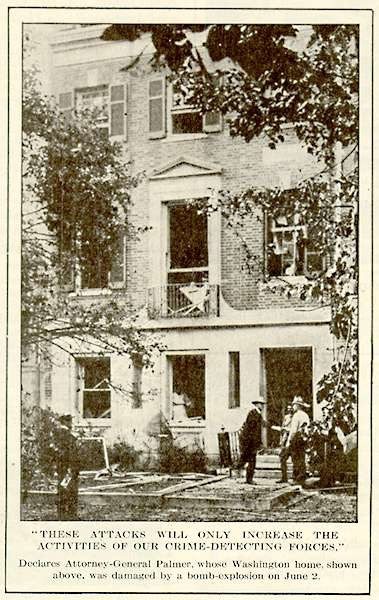 "THESE ATTACKS WILL ONLY INCREASE THE
ACTIVITIES OF OUR CRIME-DETECTING FORCES,"
Declares Attorney-General Palmer, whose Washington home, shown
above, was damaged by a bomb-explosion on June 2.